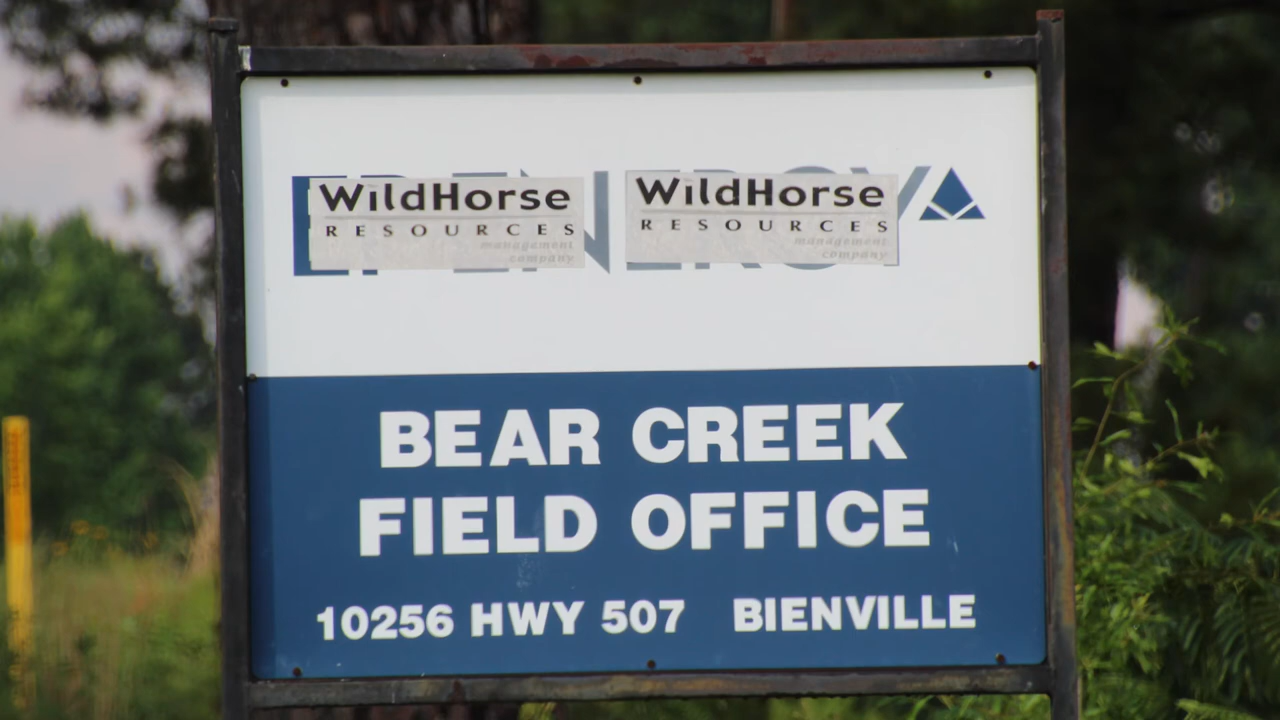 WildHorse WildHorse
RESOURCES RESOURCES
management management
company company
BEAR CREEK
FIELD OFFICE
10256 HWY 507 BIENVILLE